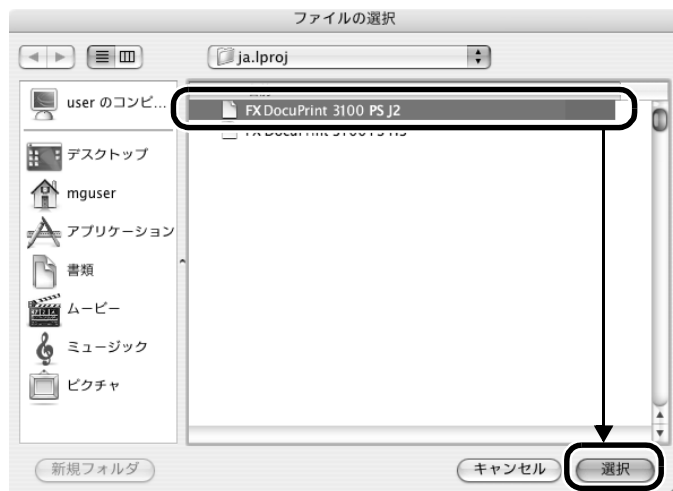 ファイルの選択
ja.lproj
user のコンピ...
FX DocuPrint 3100 PS J2
デスクトップ
mguser
アプリケーション
書類
ムービー
ミュージック
ピクチャ
新規フォルダ
キャンセル
選択